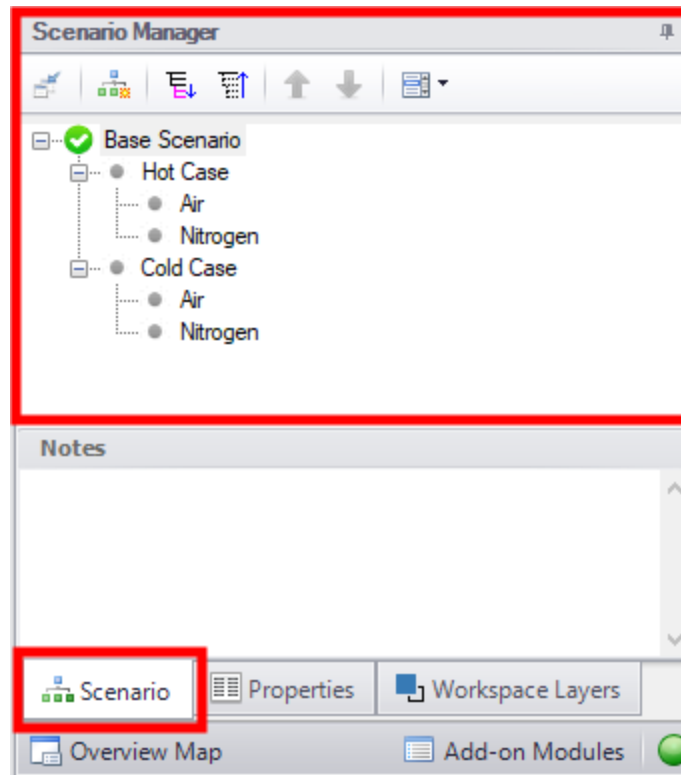 Scenario Manager
Base Scenario
Hot Case
Air
Nitrogen
Cold Case
Air
Nitrogen
Notes
Scenario Properties Workspace Layers
Overview Map Add-on Modules